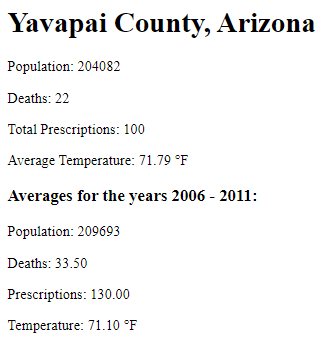 Yavapai County, Arizona
Population: 204082
Deaths: 22
Total Prescriptions: 100
Average Temperature: 71.79 °F
Averages for the years 2006 - 2011:
Population: 209693
Deaths: 33.50
Prescriptions: 130.00
Temperature: 71.10 °F